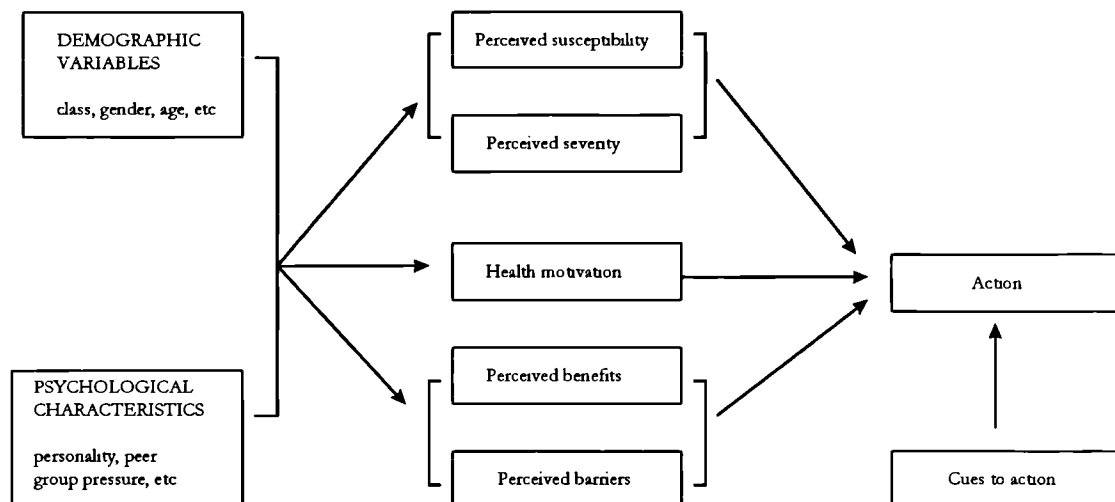 DEMOGRAPHIC
VARIABLES
class, gender, age, etc
PSYCHOLOGICAL
CHARACTERISTICS
personality, peer
group pressure, etc
Perceived susceptibility
Perceived severity
Health motivation
Perceived benefits
Perceived barriers
Action
Cues to action